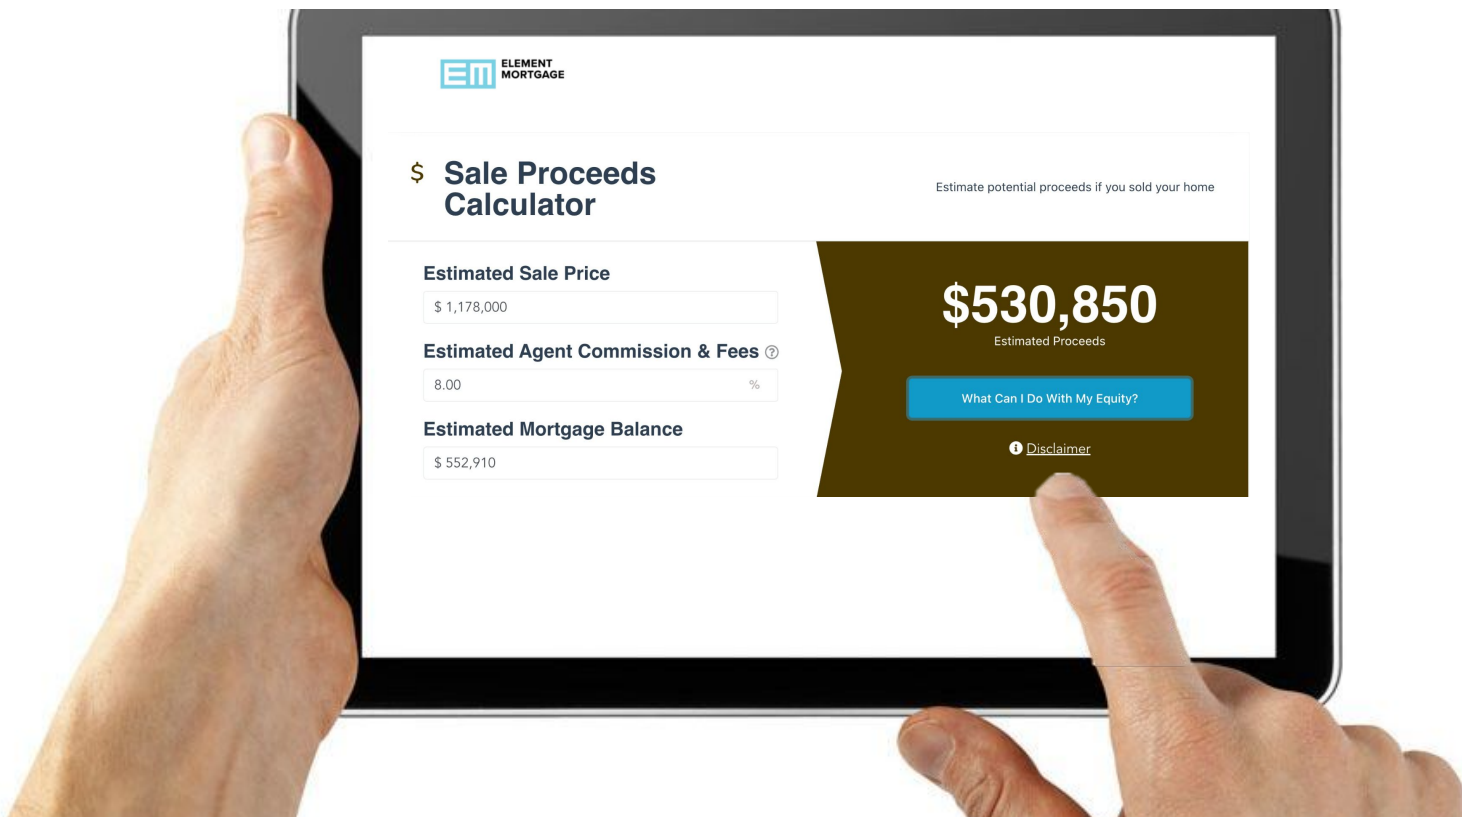 EM ELEMENT
MORTGAGE
$ Sale Proceeds
Calculator
Estimate potential proceeds if you sold your home
Estimated Sale Price
$ 1,178,000
Estimated Agent Commission & Fees ?
8.00 %
Estimated Mortgage Balance
$ 552,910
$530,850
Estimated Proceeds
What Can I Do With My Equity?
i Disclaimer